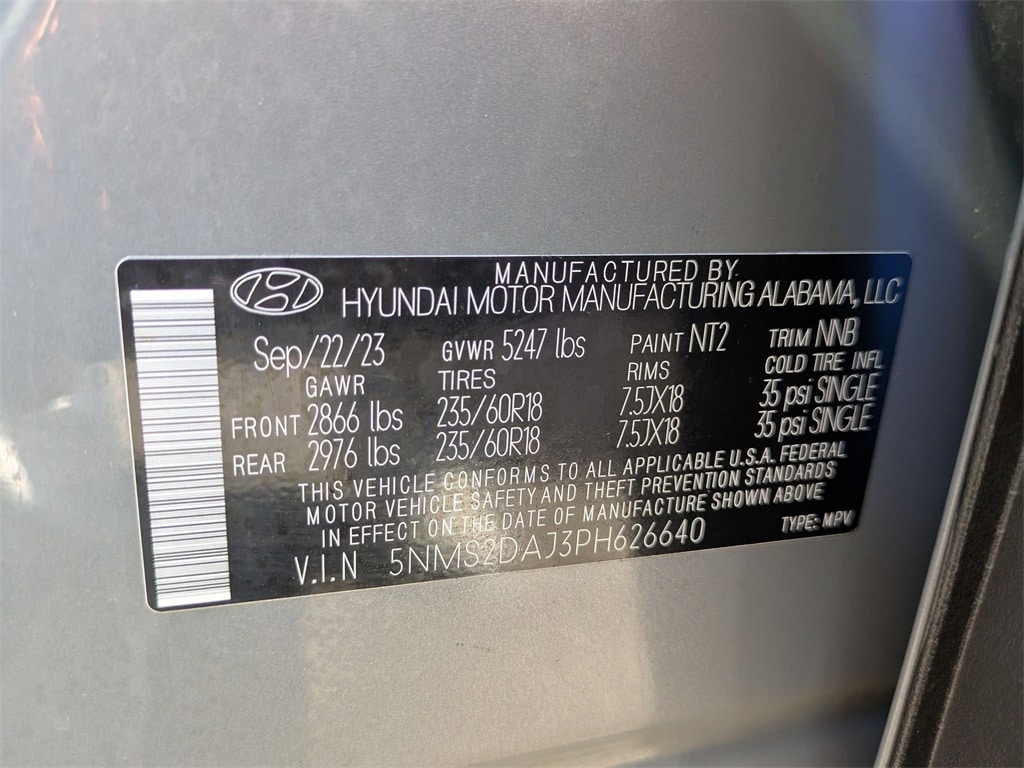 MANUFACTURED BY
HYUNDAI MOTOR MANUFACTURING ALABAMA, LLC
Sep/22/23 GVWR 5247 lbs PAINT NT2 TRIM NNB
GAWR TIRES RIMS COLD TIRE INFL
FRONT 2866 lbs 235/60R18 7.5JX18 35 psi SINGLE
REAR 2976 lbs 235/60R18 7.5JX18 35 psi SINGLE
THIS VEHICLE CONFORMS TO ALL APPLICABLE U.S.A. FEDERAL
MOTOR VEHICLE SAFETY AND THEFT PREVENTION STANDARDS
IN EFFECT ON THE DATE OF MANUFACTURE SHOWN ABOVE
V.I.N 5NMS2DAJ3PH626640 TYPE: MPV